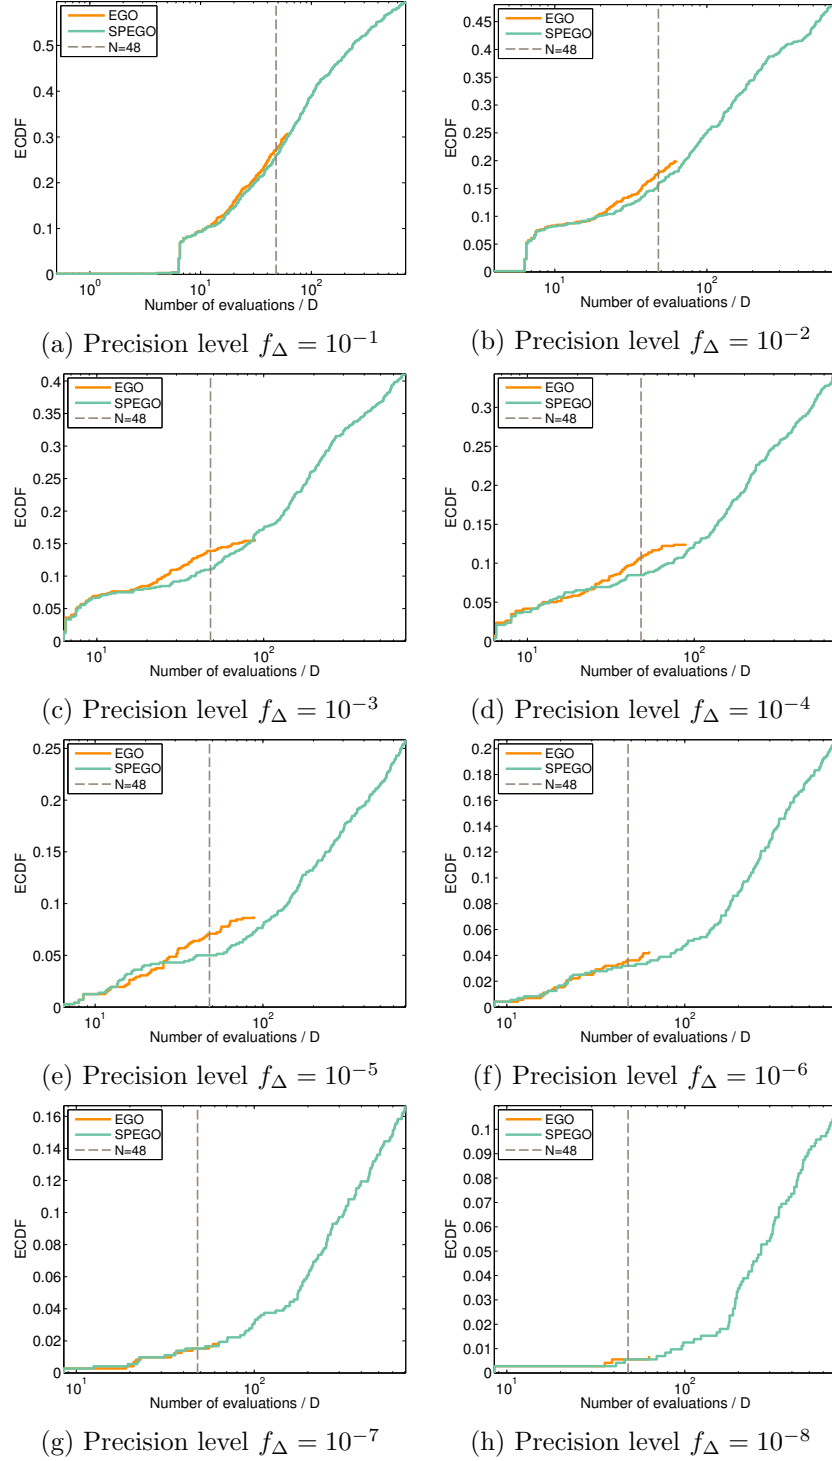 EGO
SPEGO
N=48
0.5
0.4
0.3
0.2
0.1
0
ECDF
10^0 10^1 10^2
Number of evaluations / D
(a) Precision level f_Δ = 10^−1
EGO
SPEGO
N=48
0.45
0.4
0.35
0.3
0.25
0.2
0.15
0.1
0.05
0
ECDF
10^1 10^2
Number of evaluations / D
(b) Precision level f_Δ = 10^−2
EGO
SPEGO
N=48
0.4
0.35
0.3
0.25
0.2
0.15
0.1
0.05
0
ECDF
10^1 10^2
Number of evaluations / D
(c) Precision level f_Δ = 10^−3
EGO
SPEGO
N=48
0.3
0.25
0.2
0.15
0.1
0.05
0
ECDF
10^1 10^2
Number of evaluations / D
(d) Precision level f_Δ = 10^−4
EGO
SPEGO
N=48
0.25
0.2
0.15
0.1
0.05
0
ECDF
10^1 10^2
Number of evaluations / D
(e) Precision level f_Δ = 10^−5
EGO
SPEGO
N=48
0.2
0.18
0.16
0.14
0.12
0.1
0.08
0.06
0.04
0.02
0
ECDF
10^1 10^2
Number of evaluations / D
(f) Precision level f_Δ = 10^−6
EGO
SPEGO
N=48
0.16
0.14
0.12
0.1
0.08
0.06
0.04
0.02
0
ECDF
10^1 10^2
Number of evaluations / D
(g) Precision level f_Δ = 10^−7
EGO
SPEGO
N=48
0.1
0.09
0.08
0.07
0.06
0.05
0.04
0.03
0.02
0.01
0
ECDF
10^1 10^2
Number of evaluations / D
(h) Precision level f_Δ = 10^−8